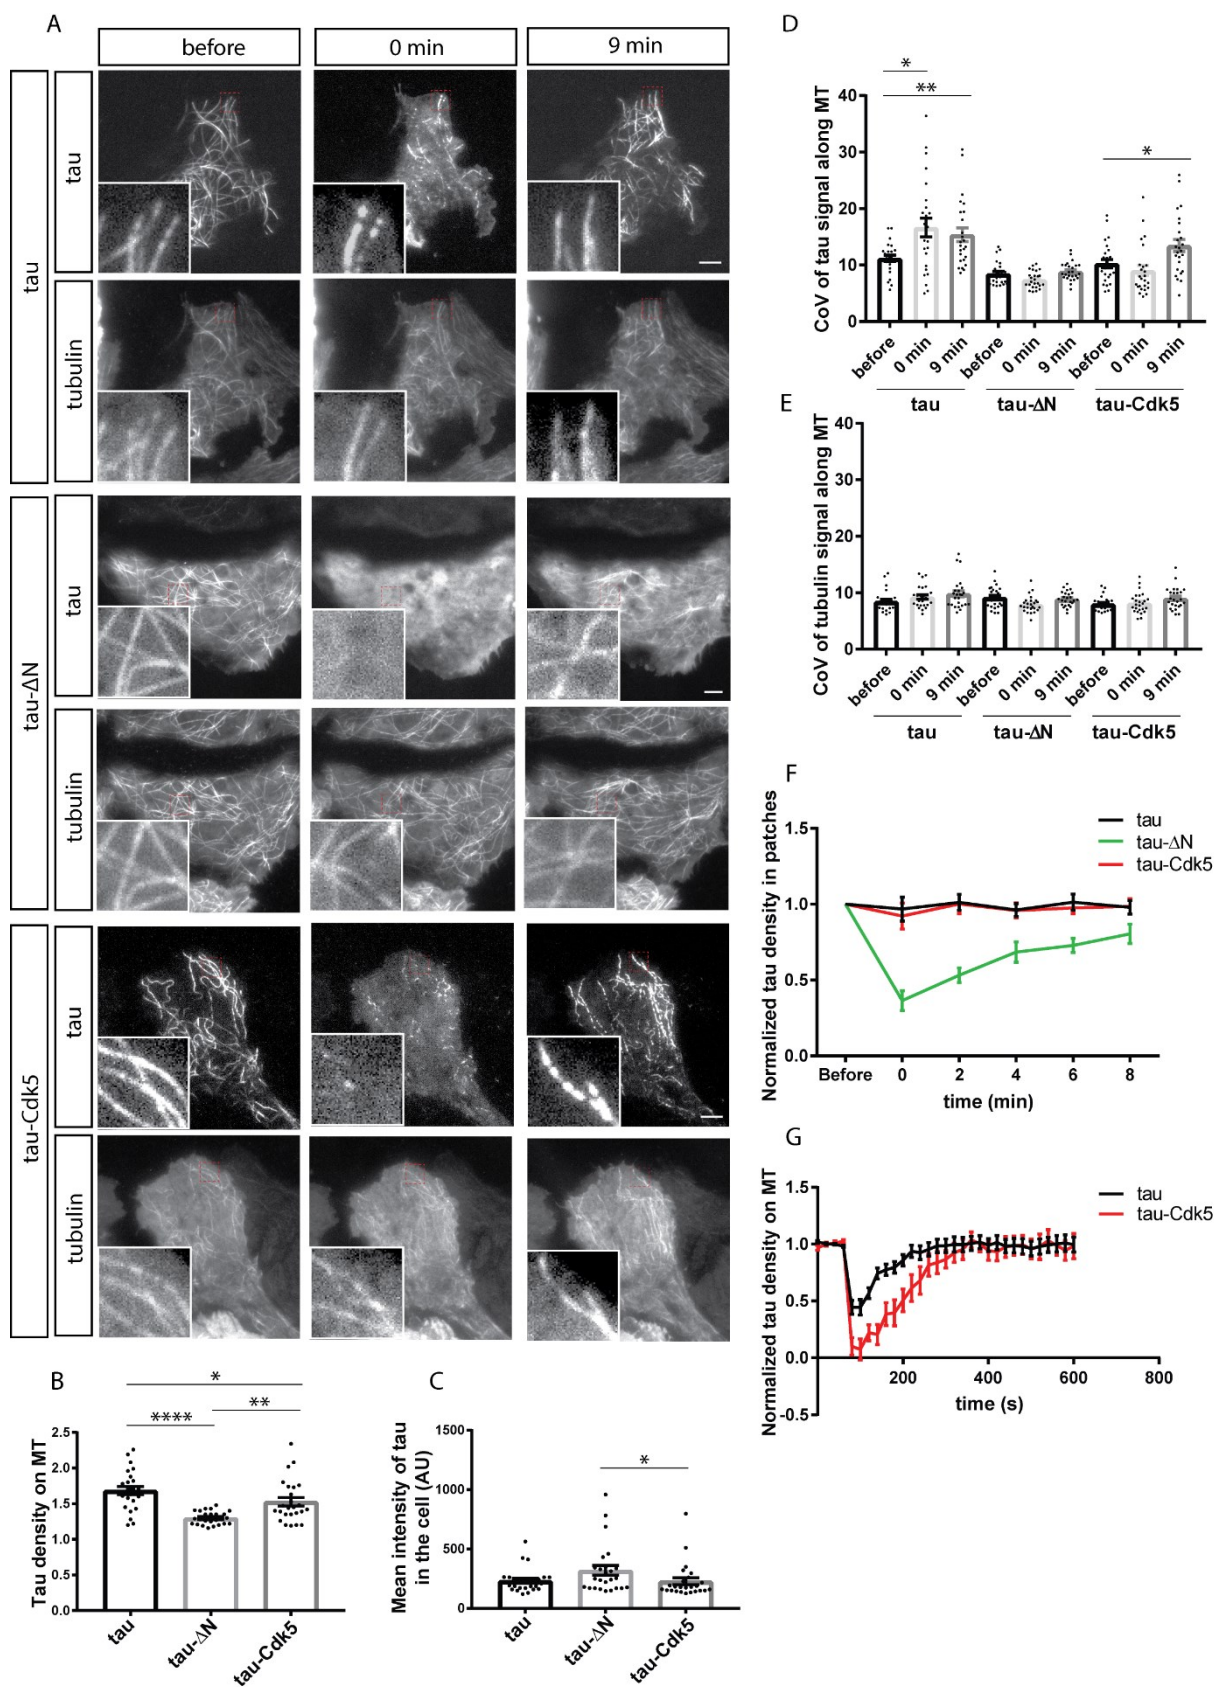 A
before
0 min
9 min
tau
tau
tubulin
tau-ΔN
tau
tubulin
tau-Cdk5
tau
tubulin
B
Tau density on MT
*
****
**
2.5
2.0
1.5
1.0
0.5
0.0
tau
tau-ΔN
tau-Cdk5
C
Mean intensity of tau
in the cell (AU)
*
1500
1000
500
0
tau
tau-ΔN
tau-Cdk5
D
CoV of tau signal along MT
*
**
*
40
30
20
10
0
before
0 min
9 min
before
0 min
9 min
before
0 min
9 min
tau
tau-ΔN
tau-Cdk5
E
CoV of tubulin signal along MT
40
30
20
10
0
before
0 min
9 min
before
0 min
9 min
before
0 min
9 min
tau
tau-ΔN
tau-Cdk5
F
Normalized tau density in patches
tau
tau-ΔN
tau-Cdk5
1.5
1.0
0.5
0.0
Before 0 2 4 6 8
time (min)
G
Normalized tau density on MT
tau
tau-Cdk5
1.5
1.0
0.5
0.0
-0.5
200 400 600 800
time (s)